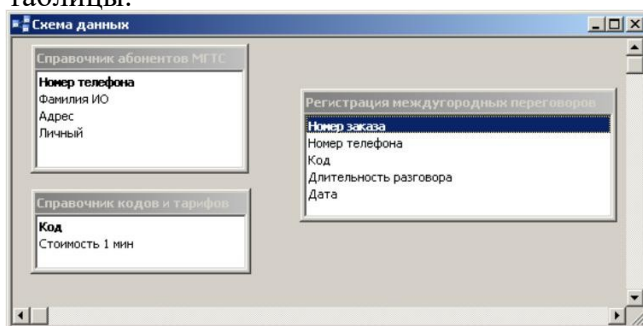 таблицы.
Схема данных
Справочник абонентов МГТС
Номер телефона
Фамилия ИО
Адрес
Личный
Регистрация междугородных переговоров
Номер заказа
Номер телефона
Код
Длительность разговора
Дата
Справочник кодов и тарифов
Код
Стоимость 1 мин